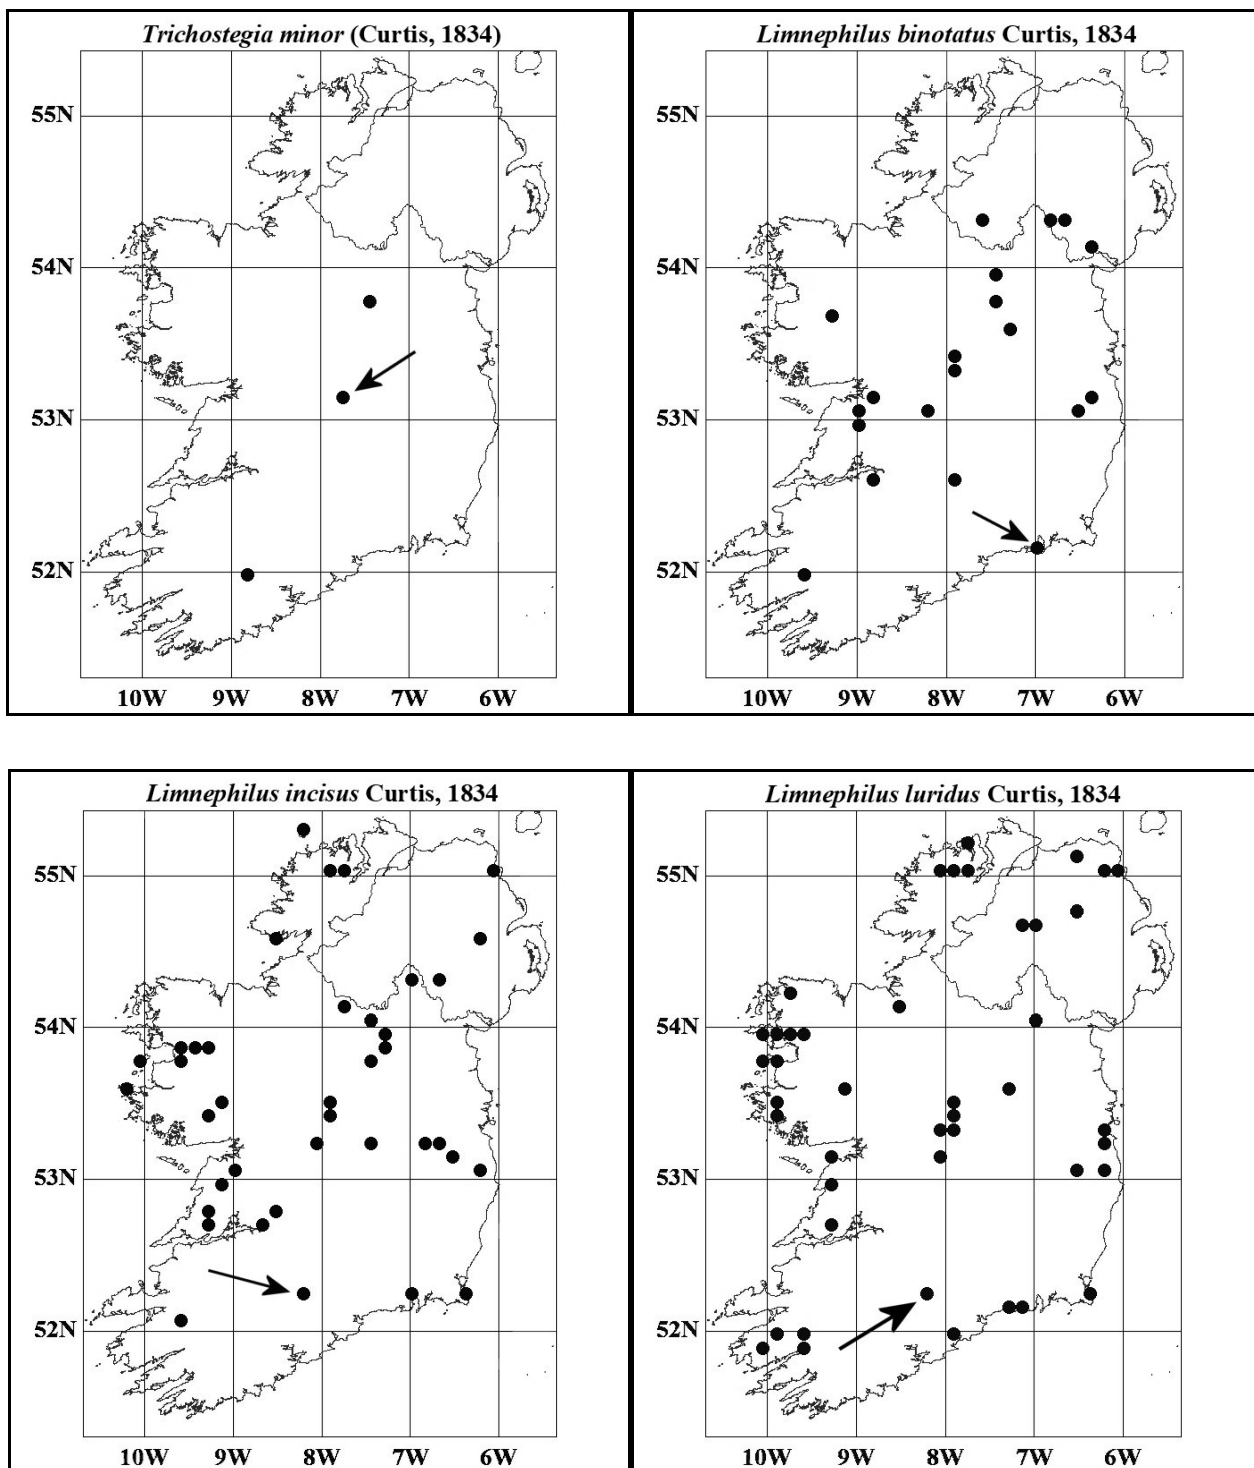 Trichostegia minor (Curtis, 1834)
55N
54N
53N
52N
10W 9W 8W 7W 6W
Limnephilus binotatus Curtis, 1834
55N
54N
53N
52N
10W 9W 8W 7W 6W
Limnephilus incisus Curtis, 1834
55N
54N
53N
52N
10W 9W 8W 7W 6W
Limnephilus luridus Curtis, 1834
55N
54N
53N
52N
10W 9W 8W 7W 6W